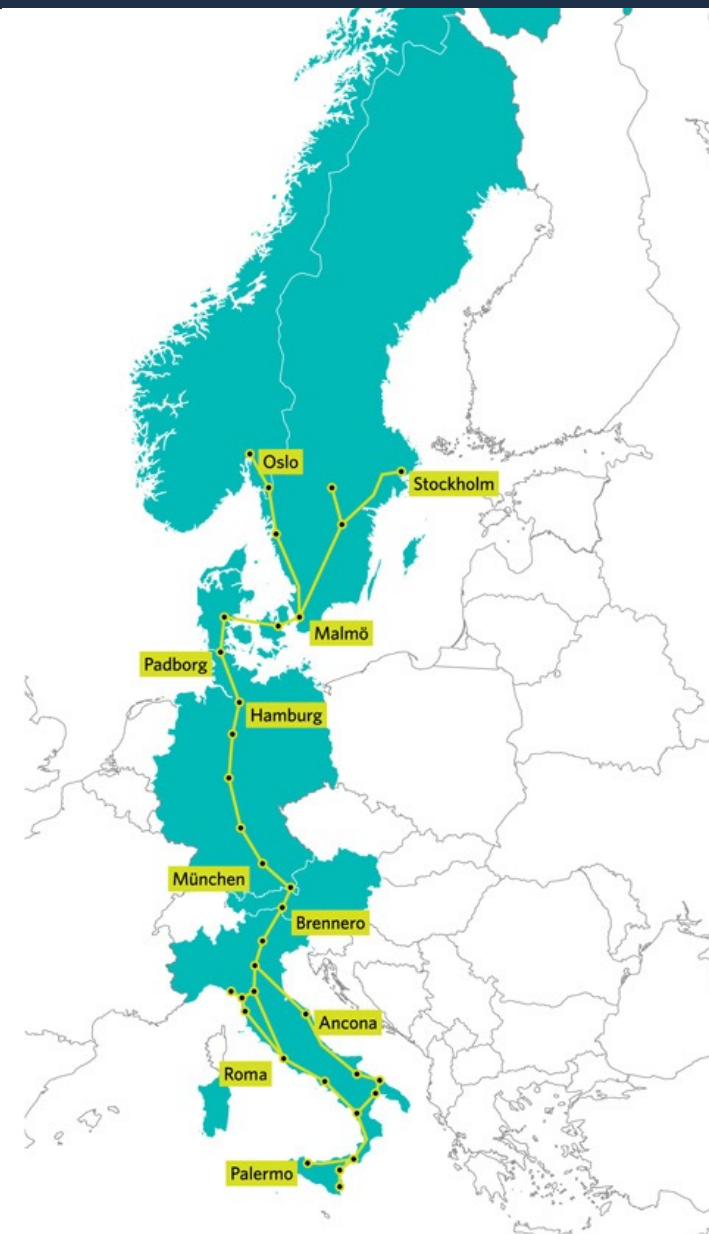 Oslo
Stockholm
Malmö
Padborg
Hamburg
München
Brennero
Ancona
Roma
Palermo